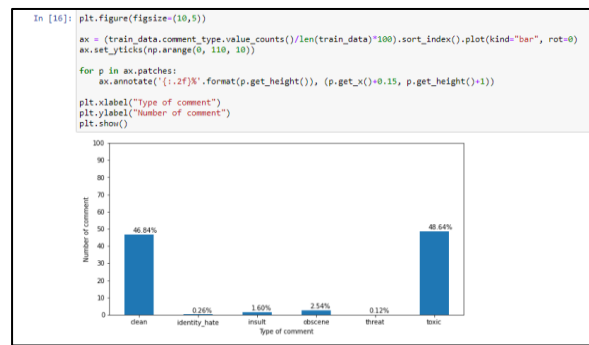 In [16]: plt.figure(figsize=(10,5))
ax = (train_data.comment_type.value_counts()/len(train_data)*100).sort_index().plot(kind="bar", rot=0)
ax.set_yticks(np.arange(0, 110, 10))
for p in ax.patches:
ax.annotate('{:.2f}%'.format(p.get_height()), (p.get_x()+0.15, p.get_height()+1))
plt.xlabel("Type of comment")
plt.ylabel("Number of comment")
plt.show()
100
90
80
70
60
50
40
30
20
10
0
Number of comment
46.84%
0.26%
1.60%
2.54%
0.12%
48.64%
clean identity_hate insult obscene threat toxic
Type of comment